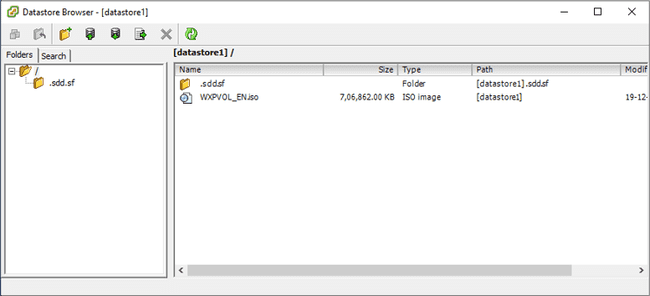 Datastore Browser - [datastore1]
Folders Search
[datastore1] /
/
.sdd.sf
Name Size Type Path Modif
.sdd.sf Folder [datastore1] .sdd.sf
WXPVOL_EN.iso 7,06,862.00 KB ISO image [datastore1] 19-12-